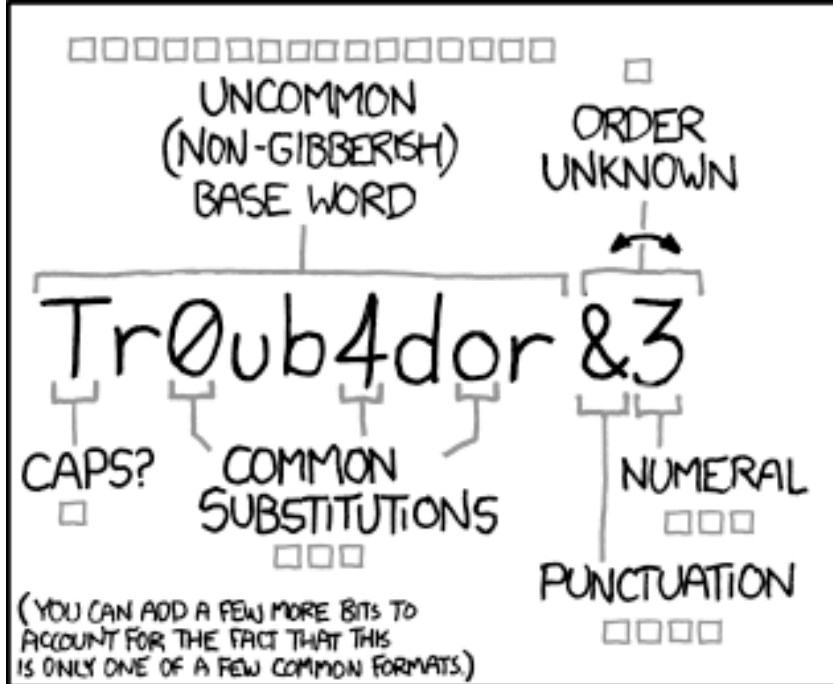 UNCOMMON
(NON-GIBBERISH)
BASE WORD
ORDER
UNKNOWN
Tr0ub4dor &3
CAPS?
COMMON
SUBSTITUTIONS
NUMERAL
PUNCTUATION
(YOU CAN ADD A FEW MORE BITS TO
ACCOUNT FOR THE FACT THAT THIS
IS ONLY ONE OF A FEW COMMON FORMATS.)